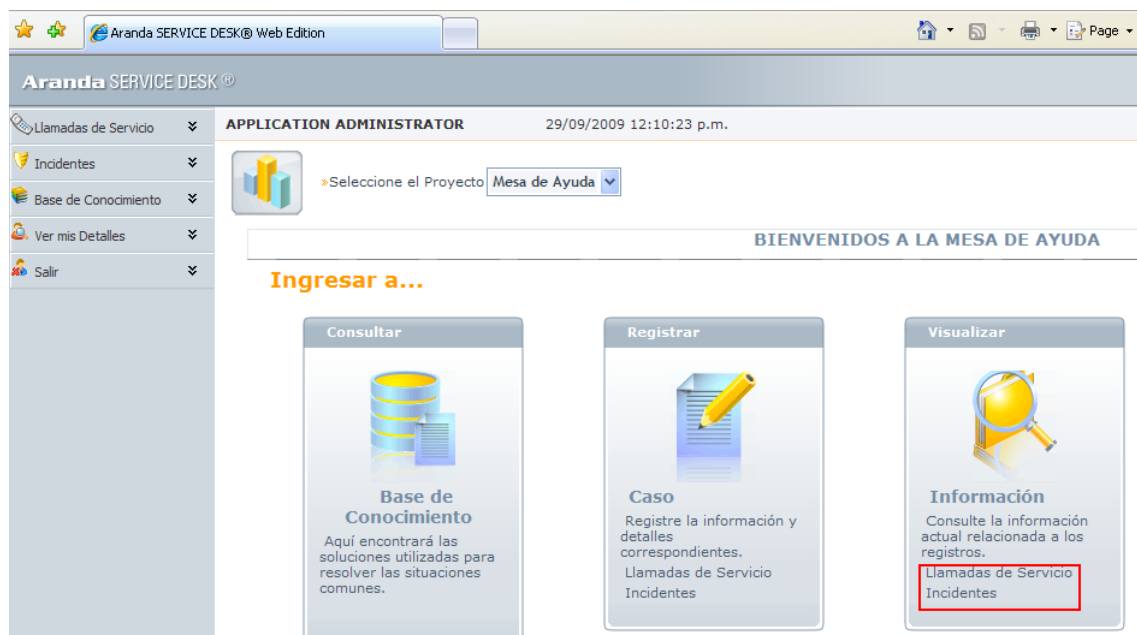 Aranda SERVICE DESK® Web Edition
Page
Aranda SERVICE DESK ®
Llamadas de Servicio
Incidentes
Base de Conocimiento
Ver mis Detalles
Salir
APPLICATION ADMINISTRATOR 29/09/2009 12:10:23 p.m.
»Seleccione el Proyecto Mesa de Ayuda
BIENVENIDOS A LA MESA DE AYUDA
Ingresar a...
Consultar
Base de
Conocimiento
Aquí encontrará las
soluciones utilizadas para
resolver las situaciones
comunes.
Registrar
Caso
Registre la información y
detalles
correspondientes.
Llamadas de Servicio
Incidentes
Visualizar
Información
Consulte la información
actual relacionada a los
registros.
Llamadas de Servicio
Incidentes